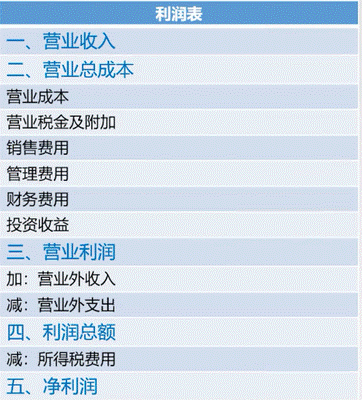 利润表
一、营业收入
二、营业总成本
营业成本
营业税金及附加
销售费用
管理费用
财务费用
投资收益
三、营业利润
加：营业外收入
减：营业外支出
四、利润总额
减：所得税费用
五、净利润